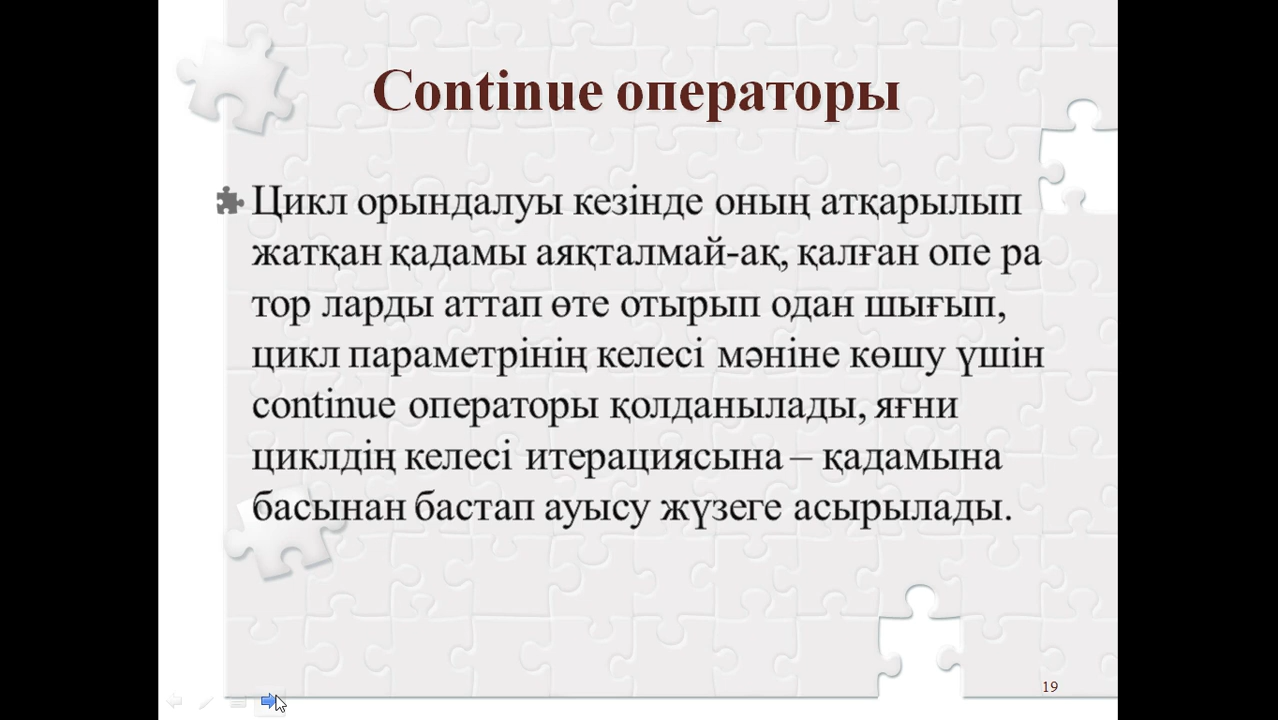 Continue операторы
Цикл орындалуы кезінде оның атқарылып
жатқан қадамы аяқталмай-ақ, қалған опе ра
тор ларды аттап өте отырып одан шығып,
цикл параметрінің келесі мәніне көшу үшін
continue операторы қолданылады, яғни
циклдің келесі итерациясына – қадамына
басынан бастап ауысу жүзеге асырылады.
19